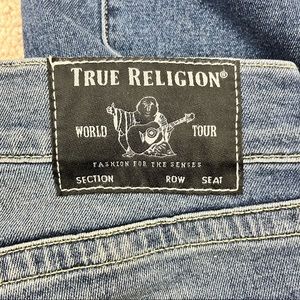 TRUE RELIGION®
WORLD TOUR
FASHION FOR THE SENSES
SECTION ROW SEAT